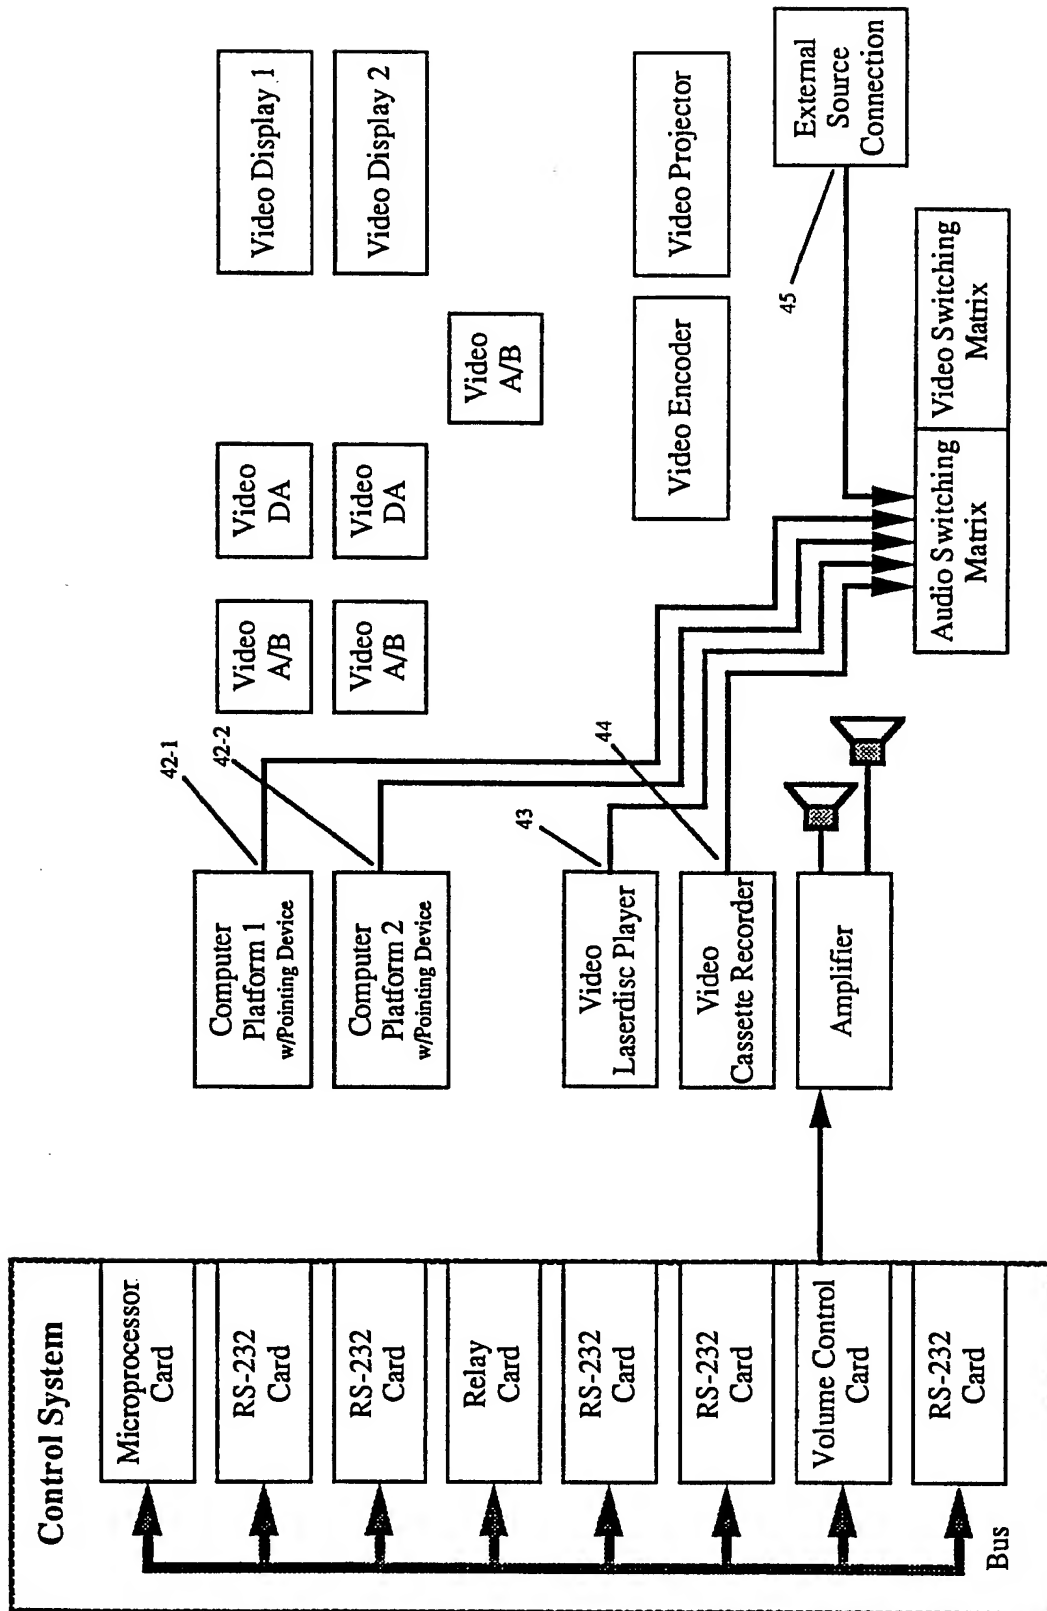 Control System
Microprocessor
Card
RS-232
Card
RS-232
Card
Relay
Card
RS-232
Card
RS-232
Card
Volume Control
Card
RS-232
Card
Bus
Computer
Platform 1
w/Pointing Device
Computer
Platform 2
w/Pointing Device
Video
Laserdisc Player
Video
Cassette Recorder
Amplifier
42-1
42-2
43
44
Video
A/B
Video
A/B
Video
DA
Video
DA
Video
A/B
Video Display 1
Video Display 2
Video Encoder
Video Projector
45
External
Source
Connection
Audio Switching
Matrix
Video Switching
Matrix